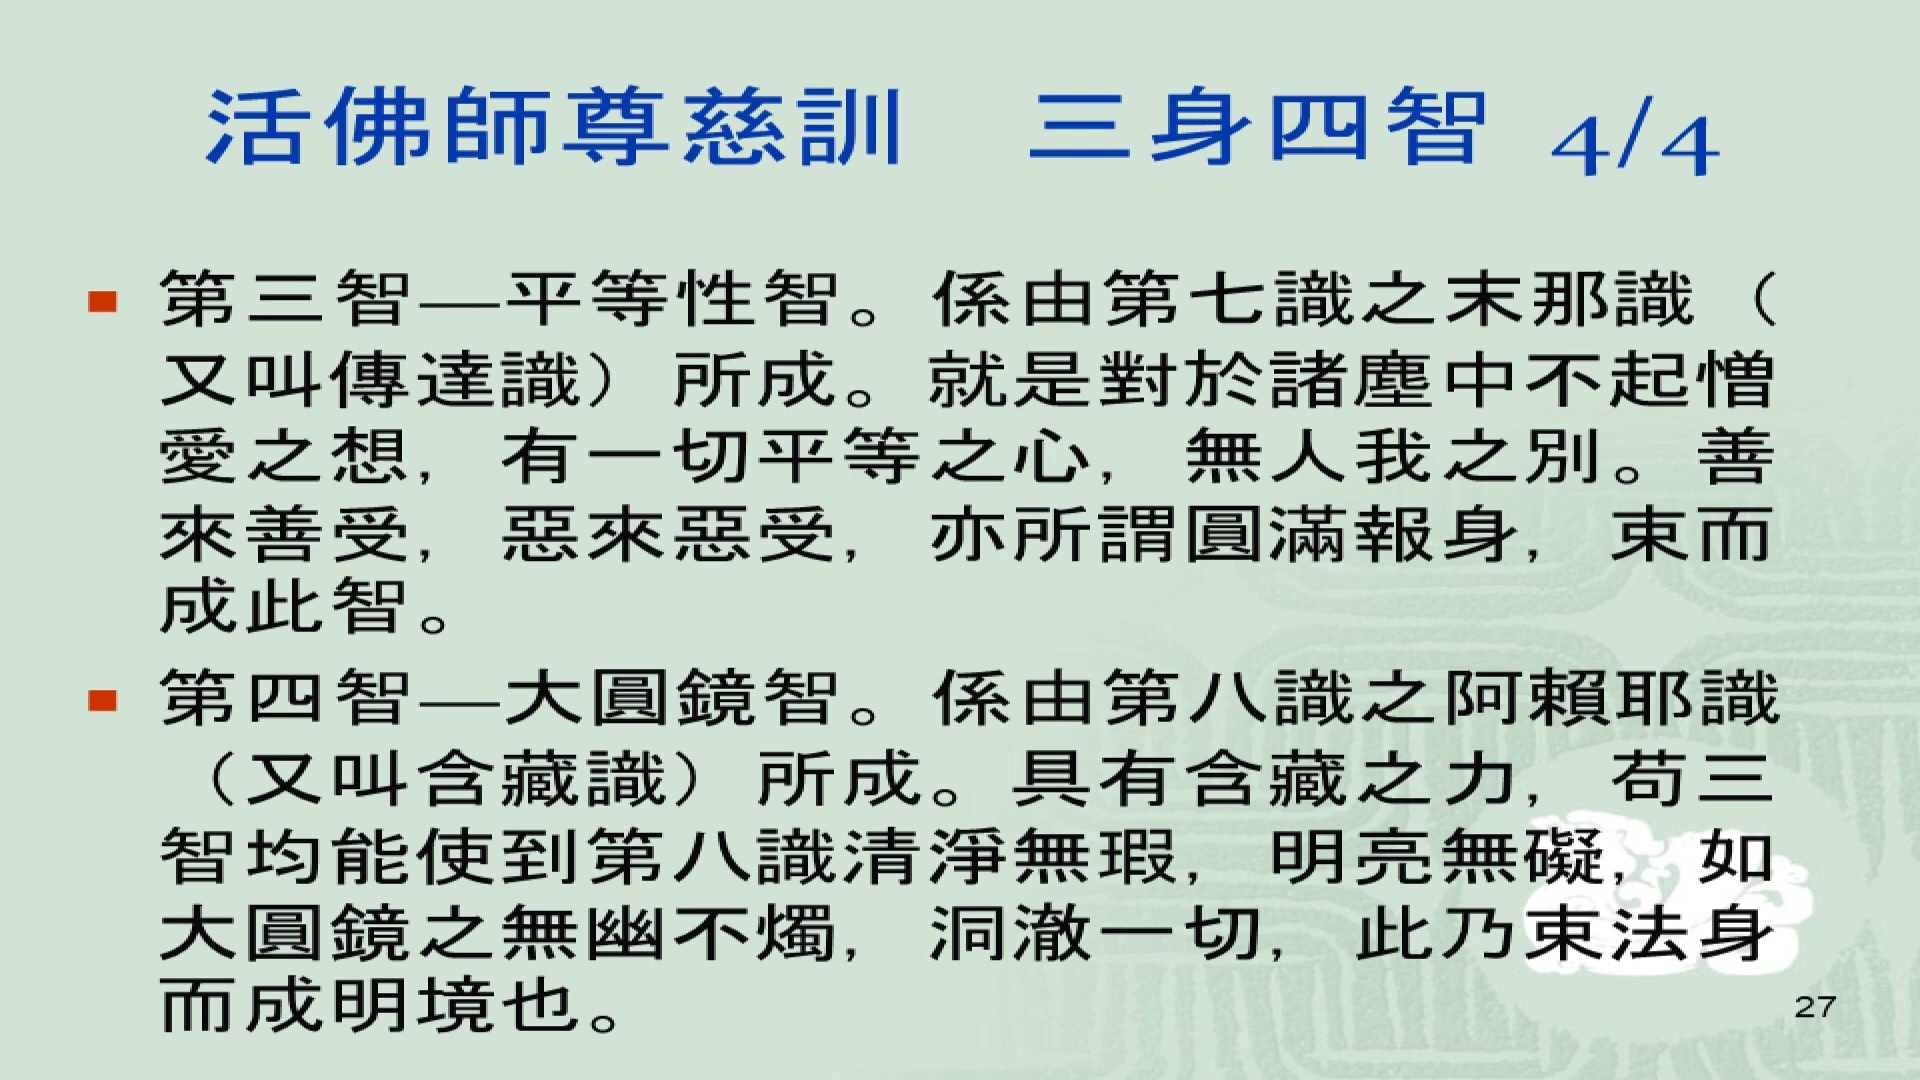 活佛師尊慈訓　三身四智 4/4
第三智—平等性智。係由第七識之末那識（
又叫傳達識）所成。就是對於諸塵中不起憎
愛之想，有一切平等之心，無人我之別。善
來善受，惡來惡受，亦所謂圓滿報身，束而
成此智。
第四智—大圓鏡智。係由第八識之阿賴耶識
（又叫含藏識）所成。具有含藏之力，苟三
智均能使到第八識清淨無瑕，明亮無礙，如
大圓鏡之無幽不燭，洞澈一切，此乃束法身
而成明境也。
27